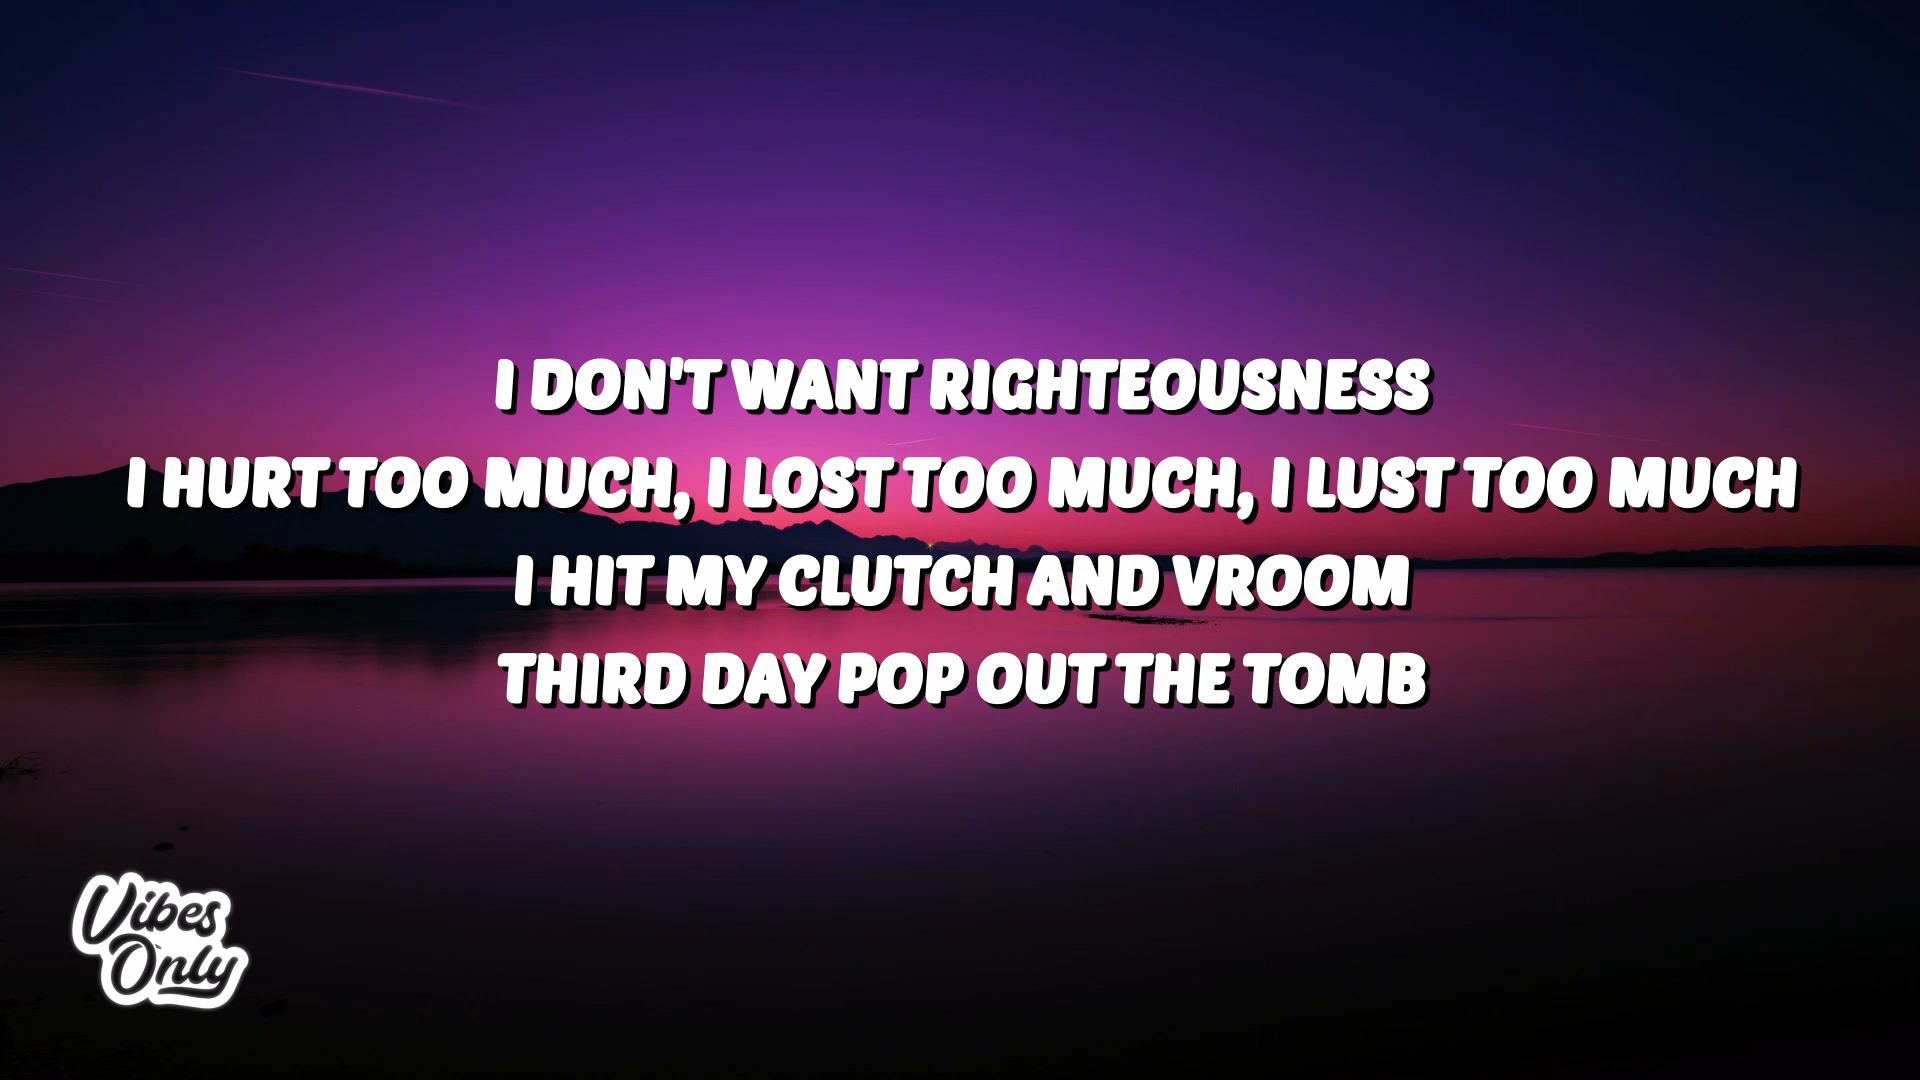 I DON'T WANT RIGHTEOUSNESS
I HURT TOO MUCH, I LOST TOO MUCH, I LUST TOO MUCH
I HIT MY CLUTCH AND VROOM
THIRD DAY POP OUT THE TOMB
Vibes
Only